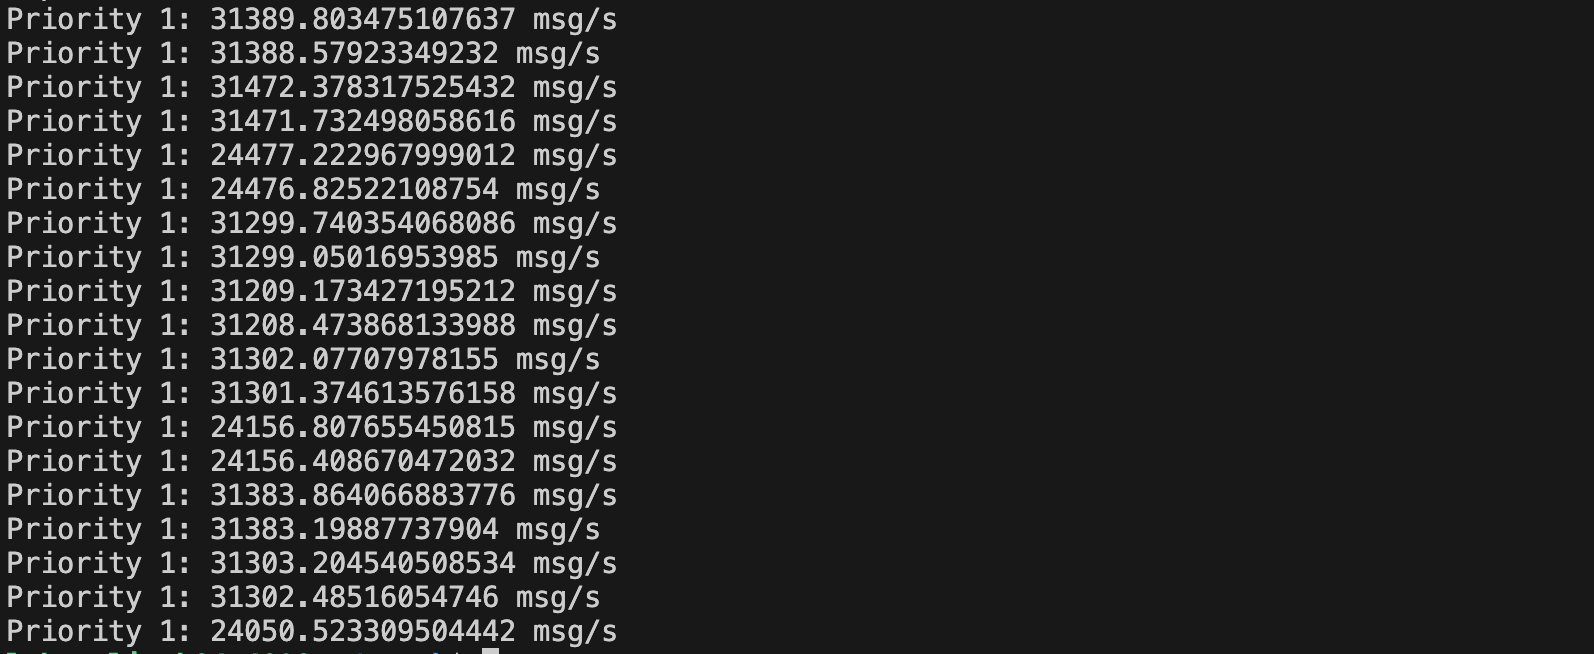 Priority 1: 31389.803475107637 msg/s
Priority 1: 31388.57923349232 msg/s
Priority 1: 31472.378317525432 msg/s
Priority 1: 31471.732498058616 msg/s
Priority 1: 24477.222967999012 msg/s
Priority 1: 24476.82522108754 msg/s
Priority 1: 31299.740354068086 msg/s
Priority 1: 31299.05016953985 msg/s
Priority 1: 31209.173427195212 msg/s
Priority 1: 31208.473868133988 msg/s
Priority 1: 31302.07707978155 msg/s
Priority 1: 31301.374613576158 msg/s
Priority 1: 24156.807655450815 msg/s
Priority 1: 24156.408670472032 msg/s
Priority 1: 31383.864066883776 msg/s
Priority 1: 31383.19887737904 msg/s
Priority 1: 31303.204540508534 msg/s
Priority 1: 31302.48516054746 msg/s
Priority 1: 24050.523309504442 msg/s